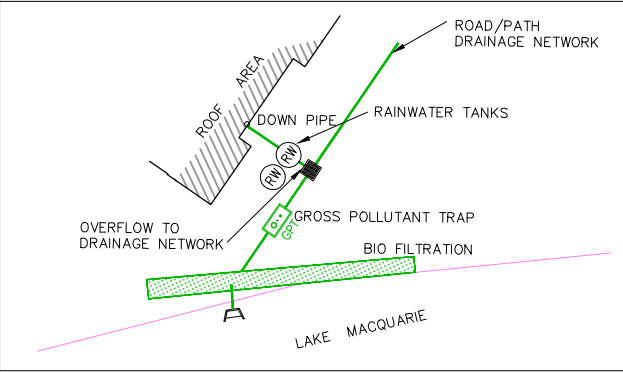 ROAD/PATH
DRAINAGE NETWORK
ROOF AREA
DOWN PIPE
RAINWATER TANKS
RW
RW
OVERFLOW TO
DRAINAGE NETWORK
GROSS POLLUTANT TRAP
GPT
BIO FILTRATION
LAKE MACQUARIE